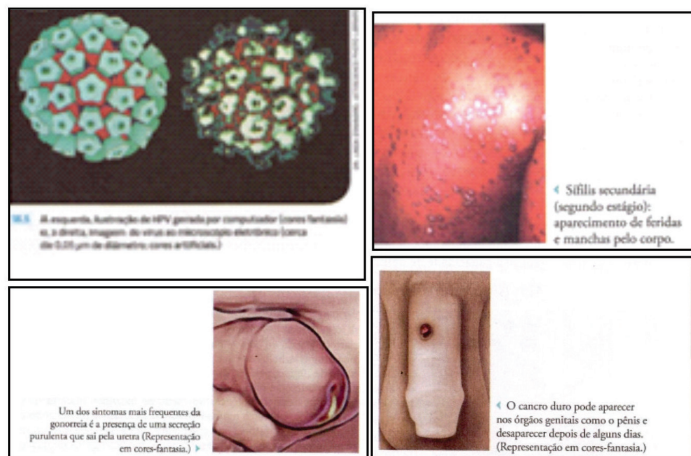 À esquerda, ilustração de HPV gerada por computador (cores fantasia)
e, à direita, imagem do vírus ao microscópio eletrônico (cerca
de 0,05 µm de diâmetro; cores artificiais.)
◂ Sífilis secundária
(segundo estágio):
aparecimento de feridas
e manchas pelo corpo.
Um dos sintomas mais frequentes da
gonorreia é a presença de uma secreção
purulenta que sai pela uretra (Representação
em cores-fantasia.) ▸
◂ O cancro duro pode aparecer
nos órgãos genitais como o pênis e
desaparecer depois de alguns dias.
(Representação em cores-fantasia.)